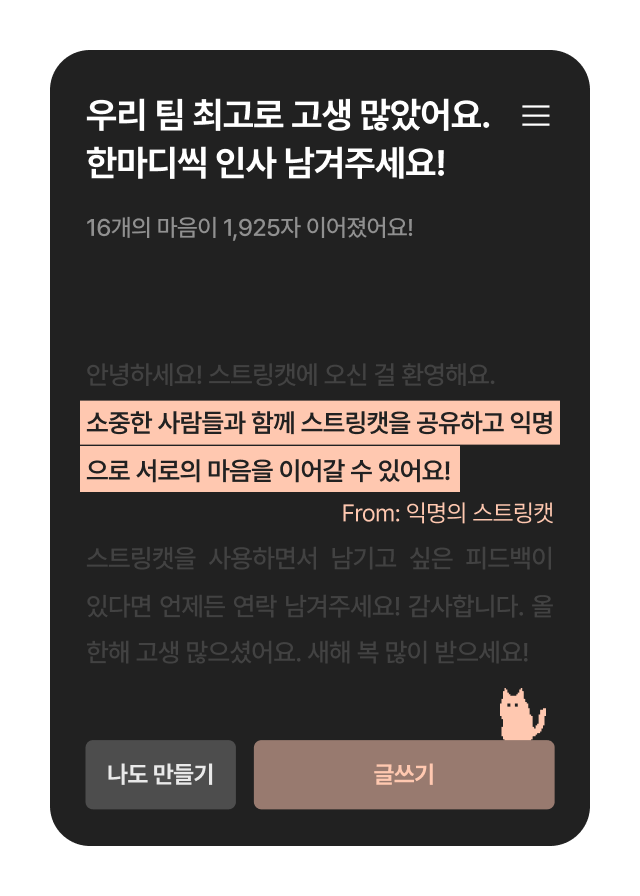 우리 팀 최고로 고생 많았어요.
한마디씩 인사 남겨주세요!
16개의 마음이 1,925자 이어졌어요!
안녕하세요! 스트링캣에 오신 걸 환영해요.
소중한 사람들과 함께 스트링캣을 공유하고 익명
으로 서로의 마음을 이어갈 수 있어요!
From: 익명의 스트링캣
스트링캣을 사용하면서 남기고 싶은 피드백이
있다면 언제든 연락 남겨주세요! 감사합니다. 올
한해 고생 많으셨어요. 새해 복 많이 받으세요!
나도 만들기
글쓰기